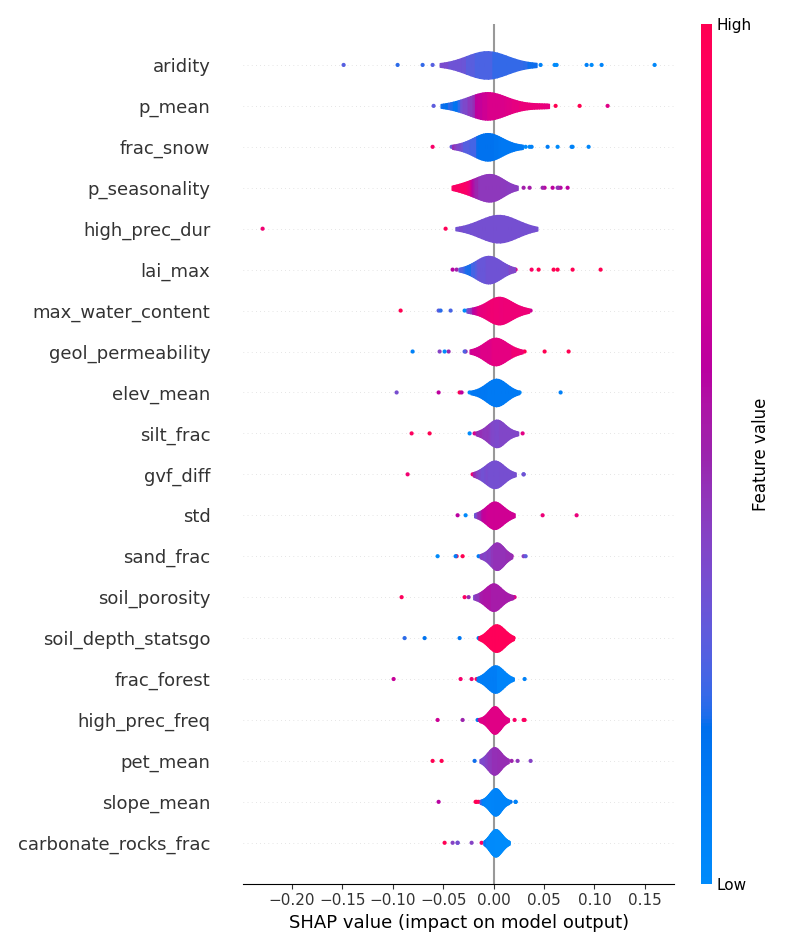 High
aridity
p_mean
frac_snow
p_seasonality
high_prec_dur
lai_max
max_water_content
geol_permeability
elev_mean
silt_frac
gvf_diff
std
sand_frac
soil_porosity
soil_depth_statsgo
frac_forest
high_prec_freq
pet_mean
slope_mean
carbonate_rocks_frac
Feature value
Low
−0.20 −0.15 −0.10 −0.05 0.00 0.05 0.10 0.15
SHAP value (impact on model output)